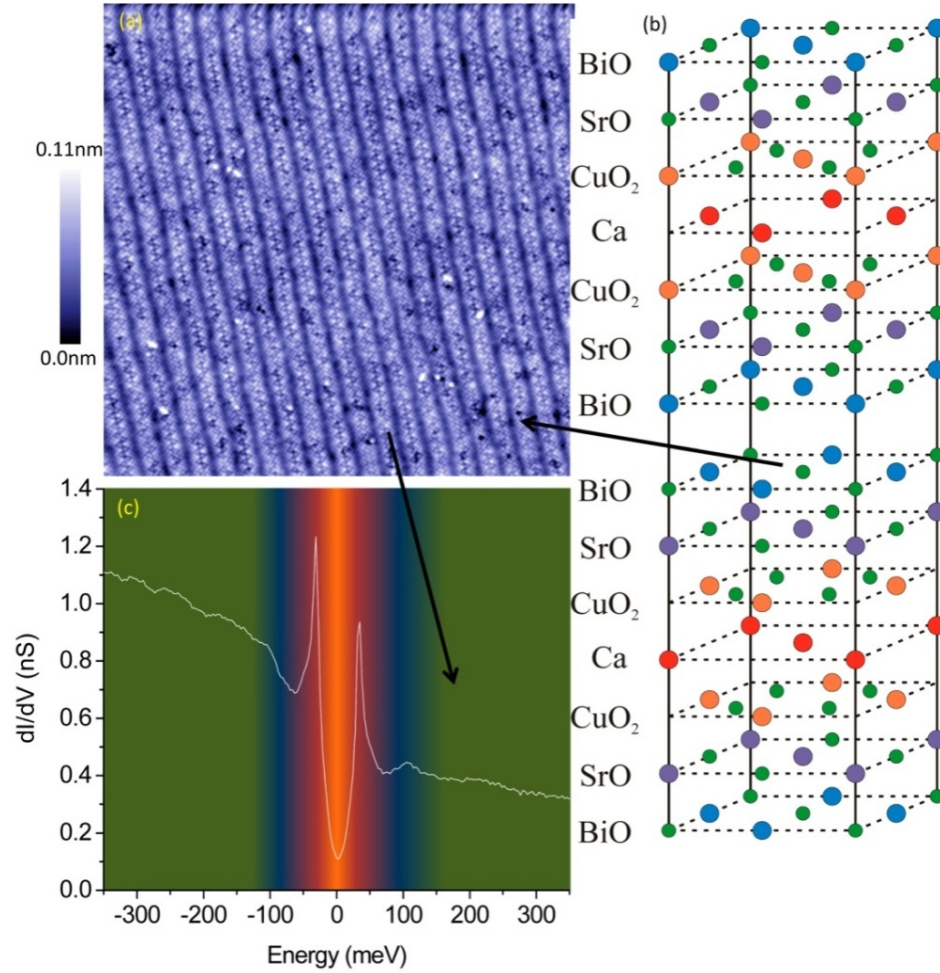 (a)
0.11nm
0.0nm
(b)
BiO
SrO
CuO₂
Ca
CuO₂
SrO
BiO
BiO
SrO
CuO₂
Ca
CuO₂
SrO
BiO
(c)
dI/dV (nS)
1.4
1.2
1.0
0.8
0.6
0.4
0.2
0.0
-300 -200 -100 0 100 200 300
Energy (meV)